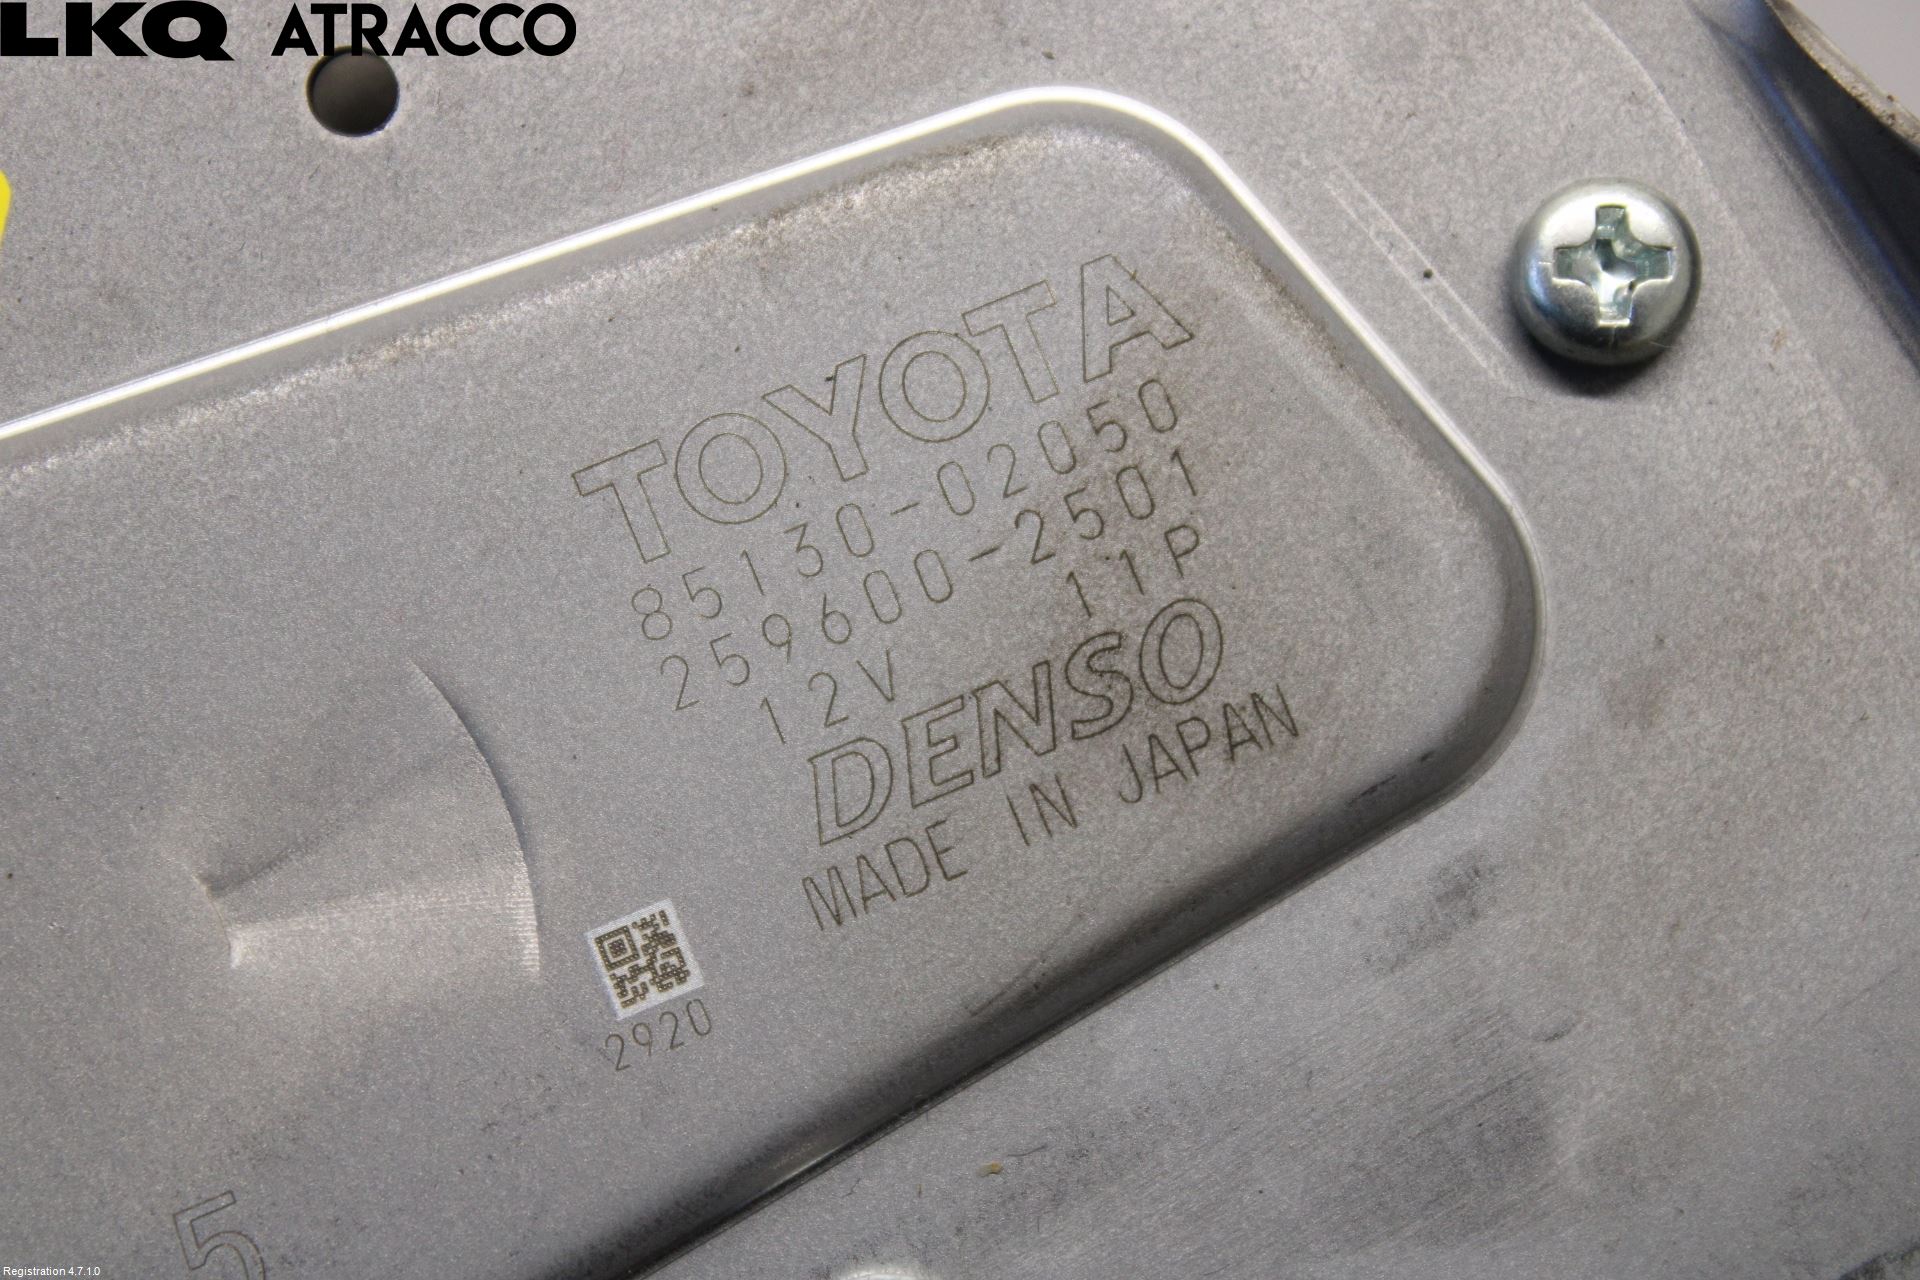 LKQ ATRACCO
TOYOTA
85130-02050
259600-2501
12V 11P
DENSO
MADE IN JAPAN
2920
5
Registration 4.7.1.0